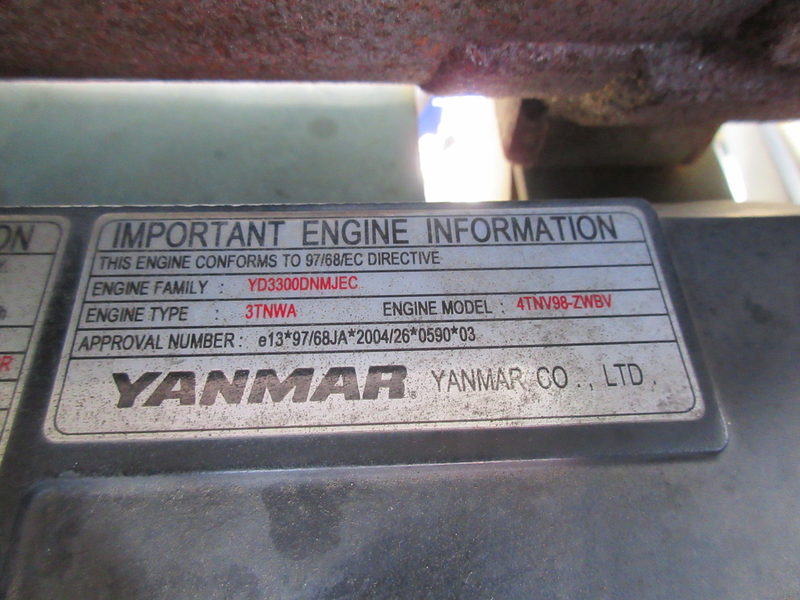 ON
IMPORTANT ENGINE INFORMATION
THIS ENGINE CONFORMS TO 97/68/EC DIRECTIVE
ENGINE FAMILY : YD3300DNMJEC
ENGINE TYPE : 3TNWA ENGINE MODEL : 4TNV98-ZWBV
APPROVAL NUMBER : e13*97/68JA*2004/26*0590*03
R
YANMAR® YANMAR CO., LTD.